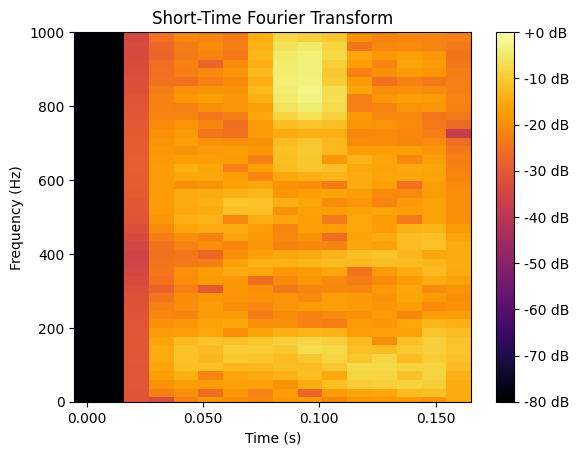 Short-Time Fourier Transform
1000
800
600
400
200
0
Frequency (Hz)
0.000
0.050
0.100
0.150
Time (s)
+0 dB
-10 dB
-20 dB
-30 dB
-40 dB
-50 dB
-60 dB
-70 dB
-80 dB